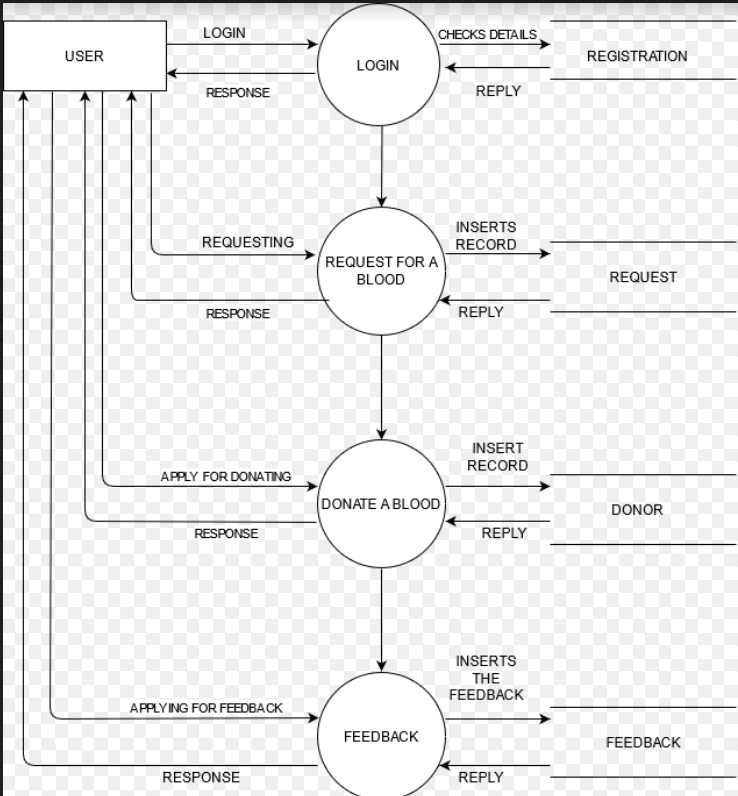 USER
LOGIN
LOGIN
CHECKS DETAILS
REGISTRATION
RESPONSE
REPLY
REQUESTING
REQUEST FOR A
BLOOD
INSERTS
RECORD
REQUEST
RESPONSE
REPLY
APPLY FOR DONATING
DONATE A BLOOD
INSERT
RECORD
DONOR
RESPONSE
REPLY
APPLYING FOR FEEDBACK
FEEDBACK
INSERTS
THE
FEEDBACK
FEEDBACK
RESPONSE
REPLY